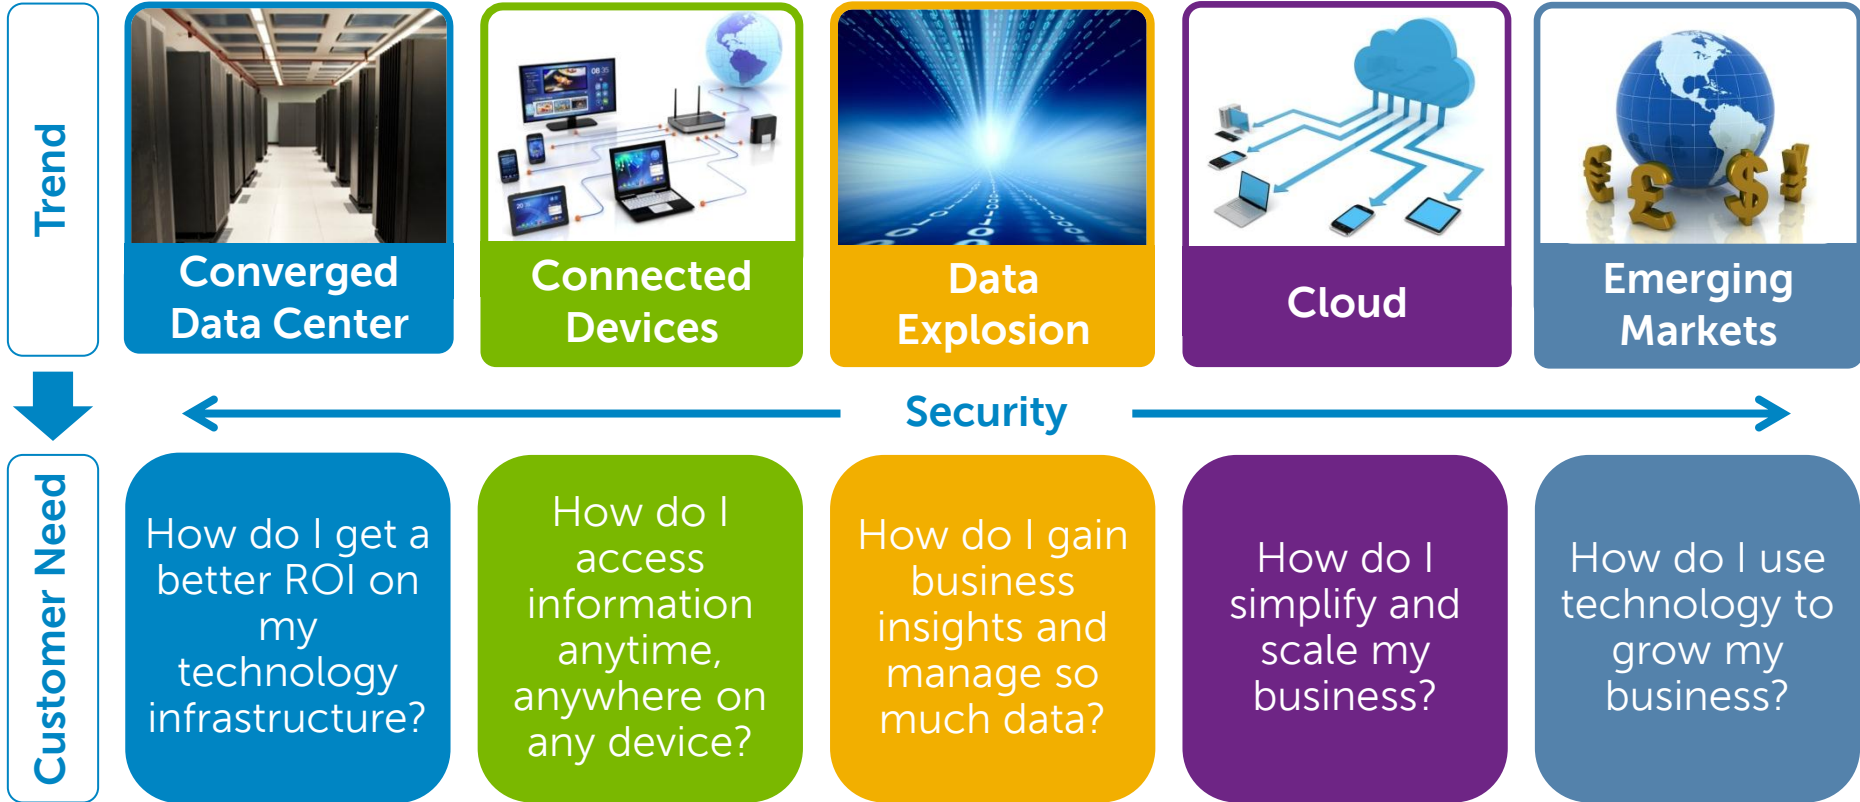 Trend
Converged
Data Center
Connected
Devices
Data
Explosion
Cloud
Emerging
Markets
Security
Customer Need
How do I get a
better ROI on
my
technology
infrastructure?
How do I
access
information
anytime,
anywhere on
any device?
How do I gain
business
insights and
manage so
much data?
How do I
simplify and
scale my
business?
How do I use
technology to
grow my
business?